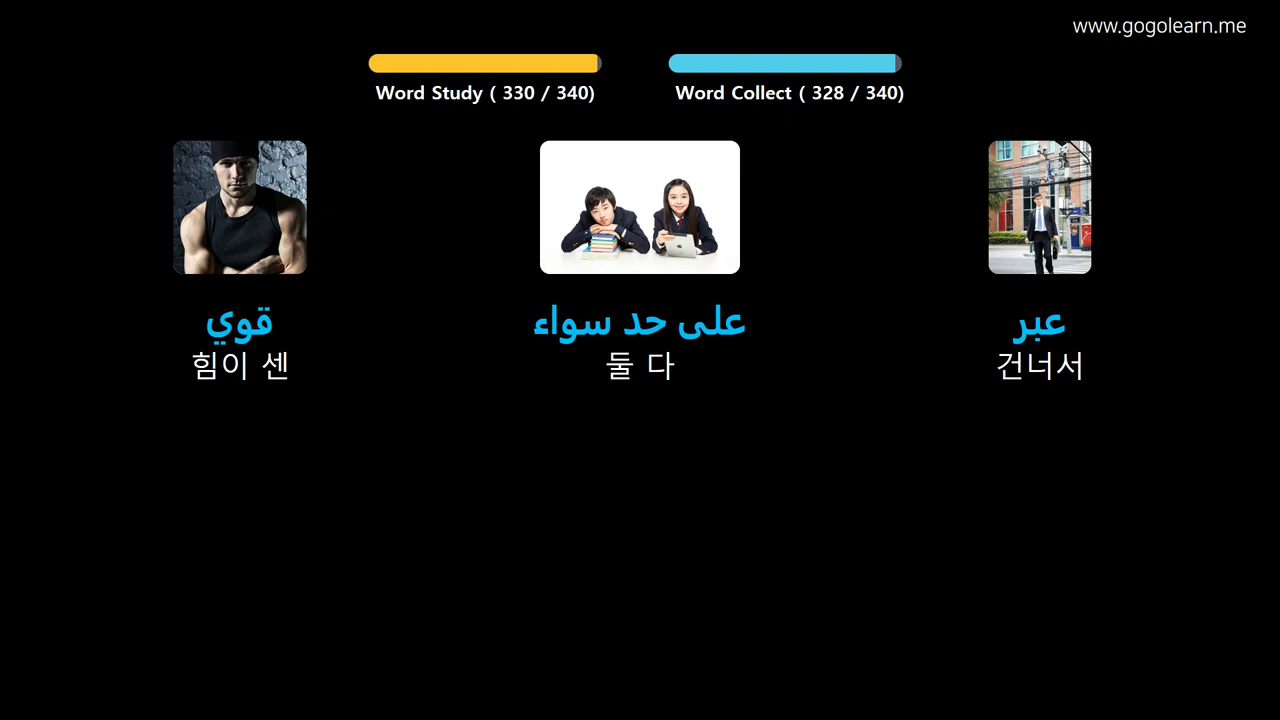 www.gogolearn.me
Word Study ( 330 / 340)
Word Collect ( 328 / 340)
قوي
힘이 센
على حد سواء
둘 다
عبر
건너서